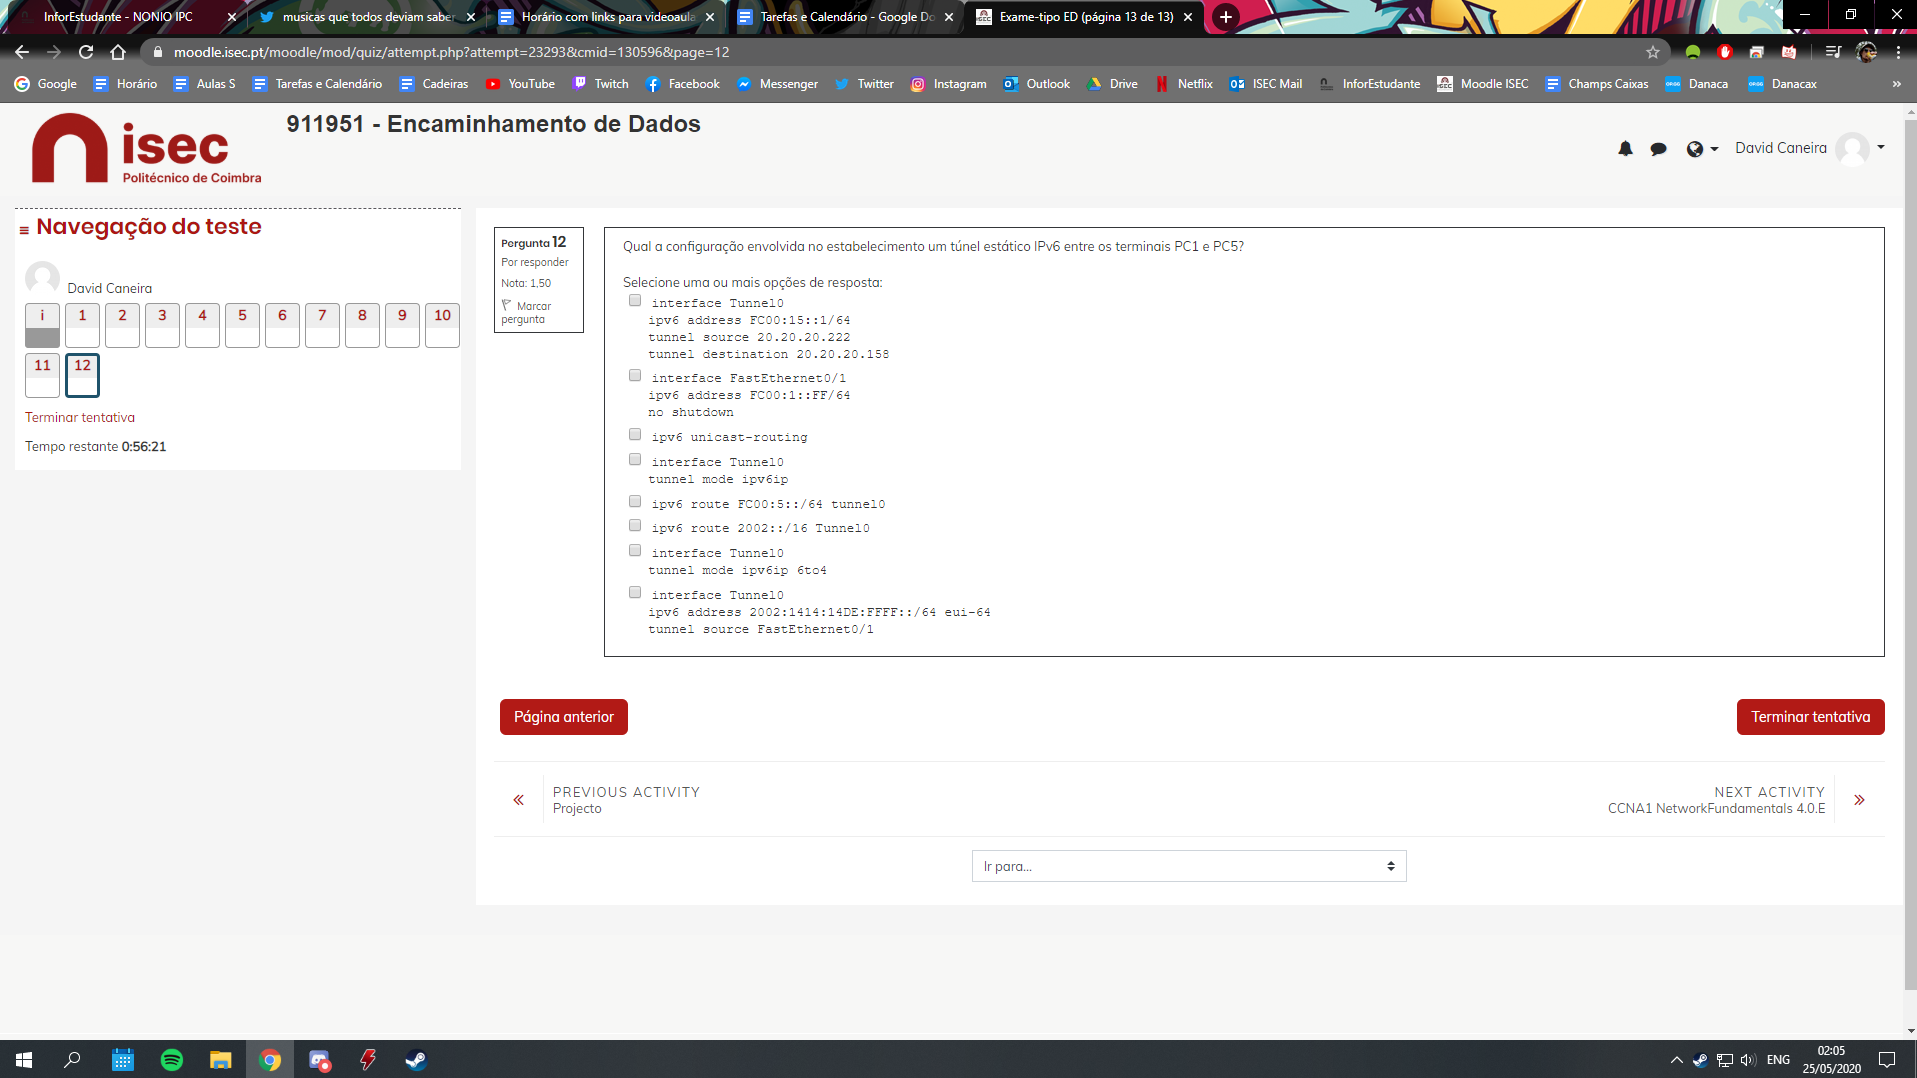 InforEstudante - NONIO IPC
musicas que todos deviam saber
Horário com links para videoaula
Tarefas e Calendário - Google Do
Exame-tipo ED (página 13 de 13)
moodle.isec.pt/moodle/mod/quiz/attempt.php?attempt=23293&cmid=130596&page=12
Google
Horário
Aulas S
Tarefas e Calendário
Cadeiras
YouTube
Twitch
Facebook
Messenger
Twitter
Instagram
Outlook
Drive
Netflix
ISEC Mail
InforEstudante
Moodle ISEC
Champs Caixas
Danaca
Danacax
»
isec
Politécnico de Coimbra
911951 - Encaminhamento de Dados
David Caneira
Navegação do teste
David Caneira
i 1 2 3 4 5 6 7 8 9 10
11 12
Terminar tentativa
Tempo restante 0:56:21
Pergunta 12
Por responder
Nota: 1,50
Marcar
pergunta
Qual a configuração envolvida no estabelecimento um túnel estático IPv6 entre os terminais PC1 e PC5?
Selecione uma ou mais opções de resposta:
interface Tunnel0
ipv6 address FC00:15::1/64
tunnel source 20.20.20.222
tunnel destination 20.20.20.158
interface FastEthernet0/1
ipv6 address FC00:1::FF/64
no shutdown
ipv6 unicast-routing
interface Tunnel0
tunnel mode ipv6ip
ipv6 route FC00:5::/64 tunnel0
ipv6 route 2002::/16 Tunnel0
interface Tunnel0
tunnel mode ipv6ip 6to4
interface Tunnel0
ipv6 address 2002:1414:14DE:FFFF::/64 eui-64
tunnel source FastEthernet0/1
Página anterior
Terminar tentativa
PREVIOUS ACTIVITY
Projecto
NEXT ACTIVITY
CCNA1 NetworkFundamentals 4.0.E
Ir para...
ENG
02:05
25/05/2020